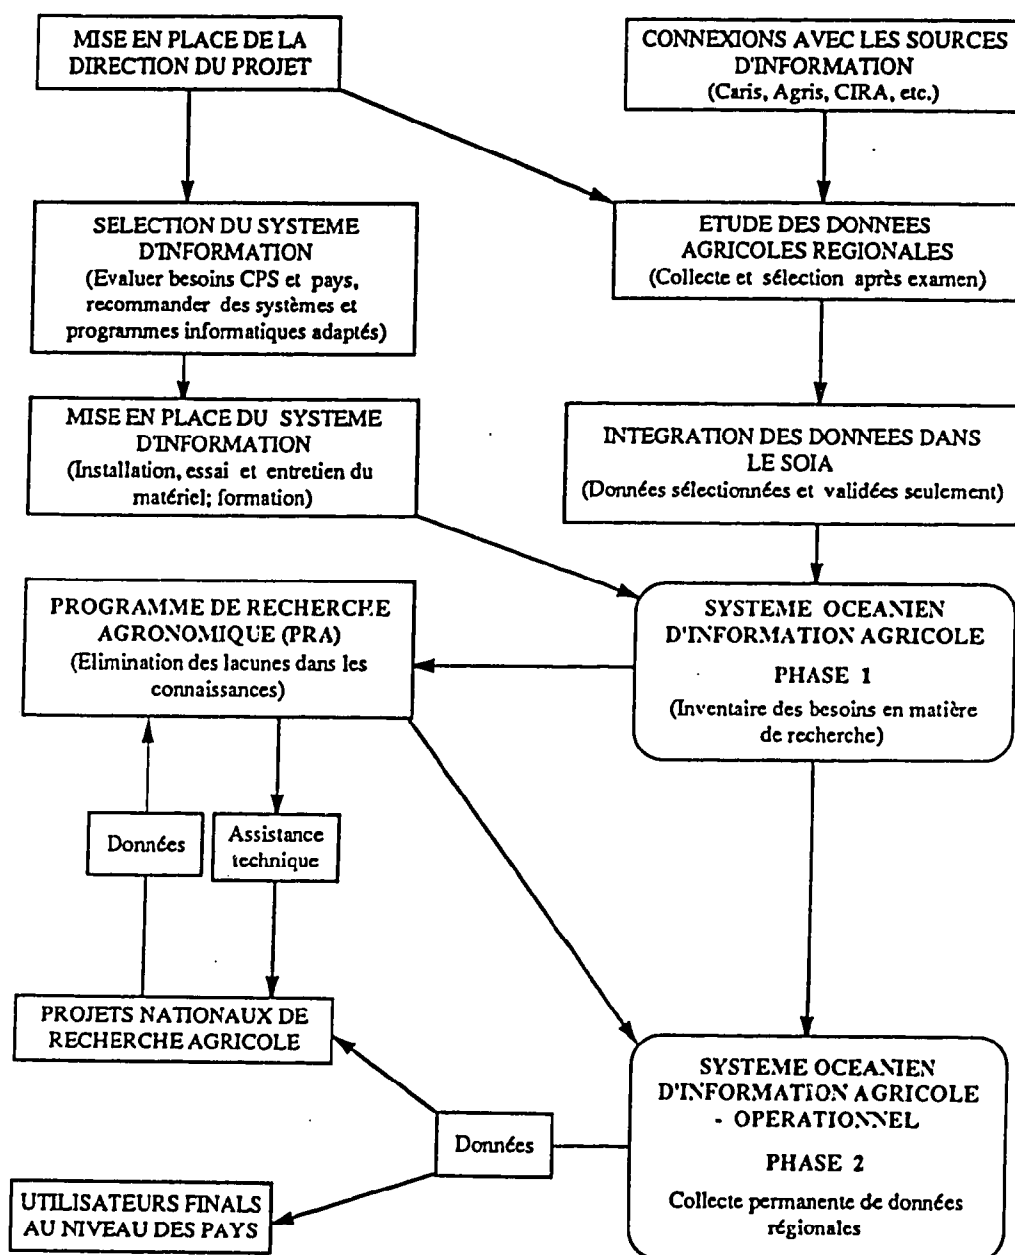 MISE EN PLACE DE LA
DIRECTION DU PROJET
CONNEXIONS AVEC LES SOURCES
D'INFORMATION
(Caris, Agris, CIRA, etc.)
SELECTION DU SYSTEME
D'INFORMATION
(Evaluer besoins CPS et pays,
recommander des systèmes et
programmes informatiques adaptés)
ETUDE DES DONNEES
AGRICOLES REGIONALES
(Collecte et sélection après examen)
MISE EN PLACE DU SYSTEME
D'INFORMATION
(Installation, essai et entretien du
matériel; formation)
INTEGRATION DES DONNEES DANS
LE SOIA
(Données sélectionnées et validées seulement)
PROGRAMME DE RECHERCHE
AGRONOMIQUE (PRA)
(Elimination des lacunes dans les
connaissances)
SYSTEME OCEANIEN
D'INFORMATION AGRICOLE
PHASE 1
(Inventaire des besoins en matière
de recherche)
Données
Assistance
technique
PROJETS NATIONAUX DE
RECHERCHE AGRICOLE
SYSTEME OCEANIEN
D'INFORMATION AGRICOLE
- OPERATIONNEL
PHASE 2
Collecte permanente de données
régionales
Données
UTILISATEURS FINALS
AU NIVEAU DES PAYS